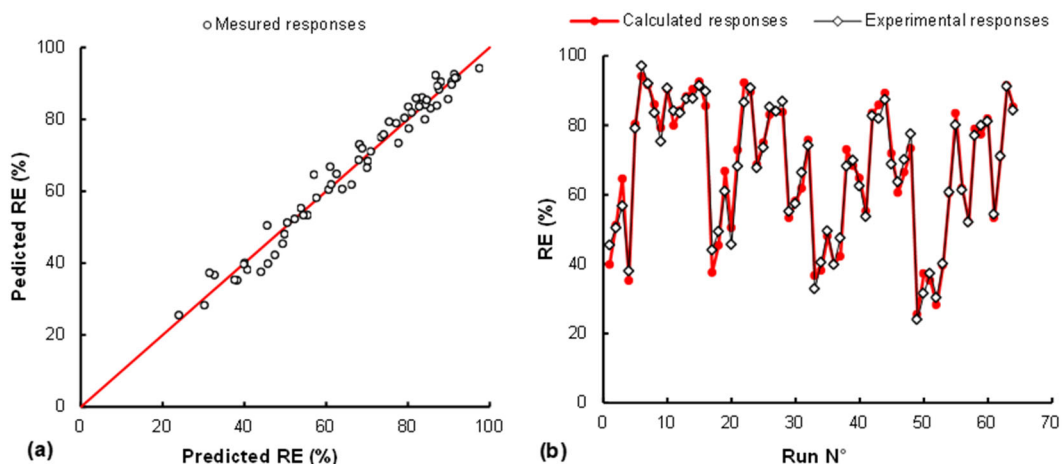 Mesured responses
100
80
60
40
20
0
Pedicted RE (%)
0 20 40 60 80 100
Predicted RE (%)
(a)
Calculated responses Experimental responses
100
80
60
40
20
0
RE (%)
0 10 20 30 40 50 60 70
Run N°
(b)